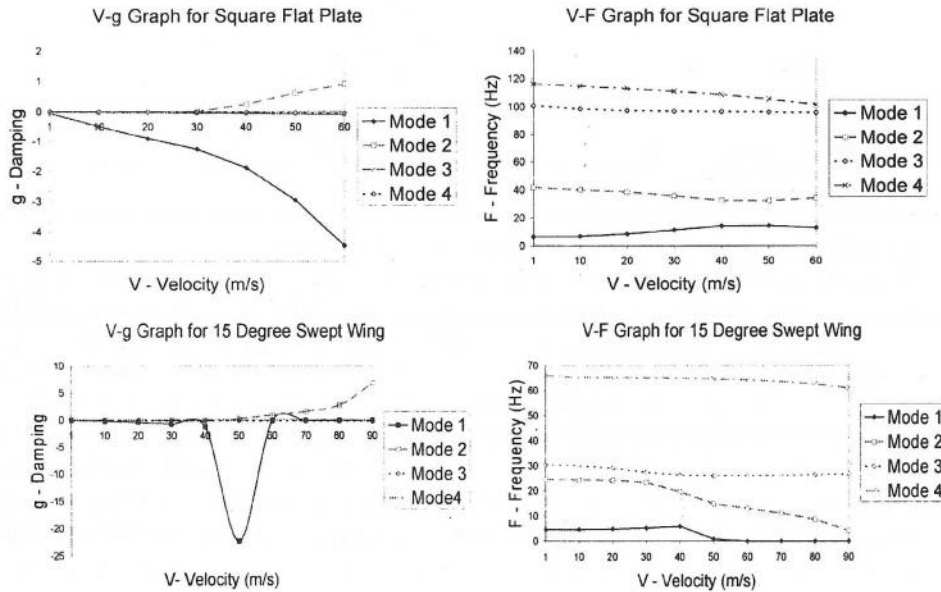 V-g Graph for Square Flat Plate
2
1
0
-1
-2
-3
-4
-5
1 10 20 30 40 50 60
g - Damping
V - Velocity (m/s)
Mode 1
Mode 2
Mode 3
Mode 4
V-F Graph for Square Flat Plate
140
120
100
80
60
40
20
0
1 10 20 30 40 50 60
F - Frequency (Hz)
V - Velocity (m/s)
Mode 1
Mode 2
Mode 3
Mode 4
V-g Graph for 15 Degree Swept Wing
10
5
0
-5
-10
-15
-20
-25
1 10 20 30 40 50 60 70 80 90
g - Damping
V- Velocity (m/s)
Mode 1
Mode 2
Mode 3
Mode4
V-F Graph for 15 Degree Swept Wing
70
60
50
40
30
20
10
0
1 10 20 30 40 50 60 70 80 90
F - Frequency (Hz)
V - Velocity (m/s)
Mode 1
Mode 2
Mode 3
Mode 4